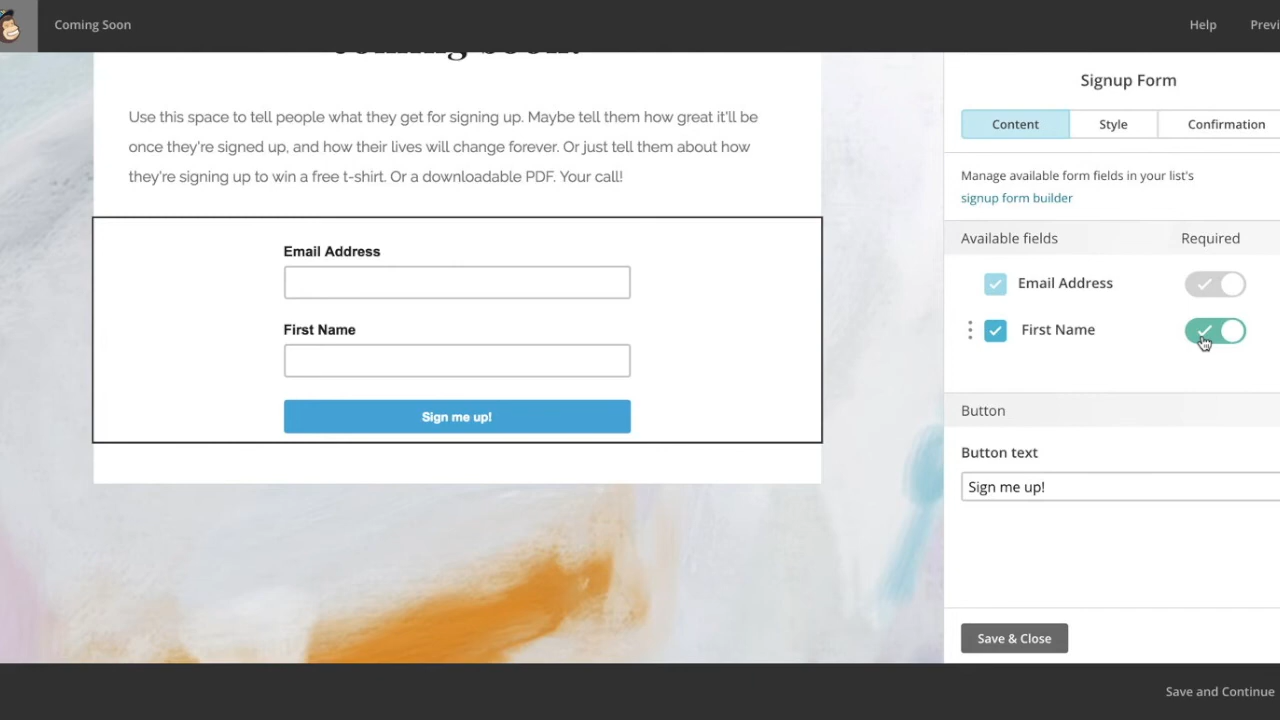 Coming Soon
Help
Previ
coming soon!
Use this space to tell people what they get for signing up. Maybe tell them how great it'll be
once they're signed up, and how their lives will change forever. Or just tell them about how
they're signing up to win a free t-shirt. Or a downloadable PDF. Your call!
Email Address
First Name
Sign me up!
Signup Form
Content
Style
Confirmation
Manage available form fields in your list's
signup form builder
Available fields
Required
Email Address
First Name
Button
Button text
Sign me up!
Save & Close
Save and Continue